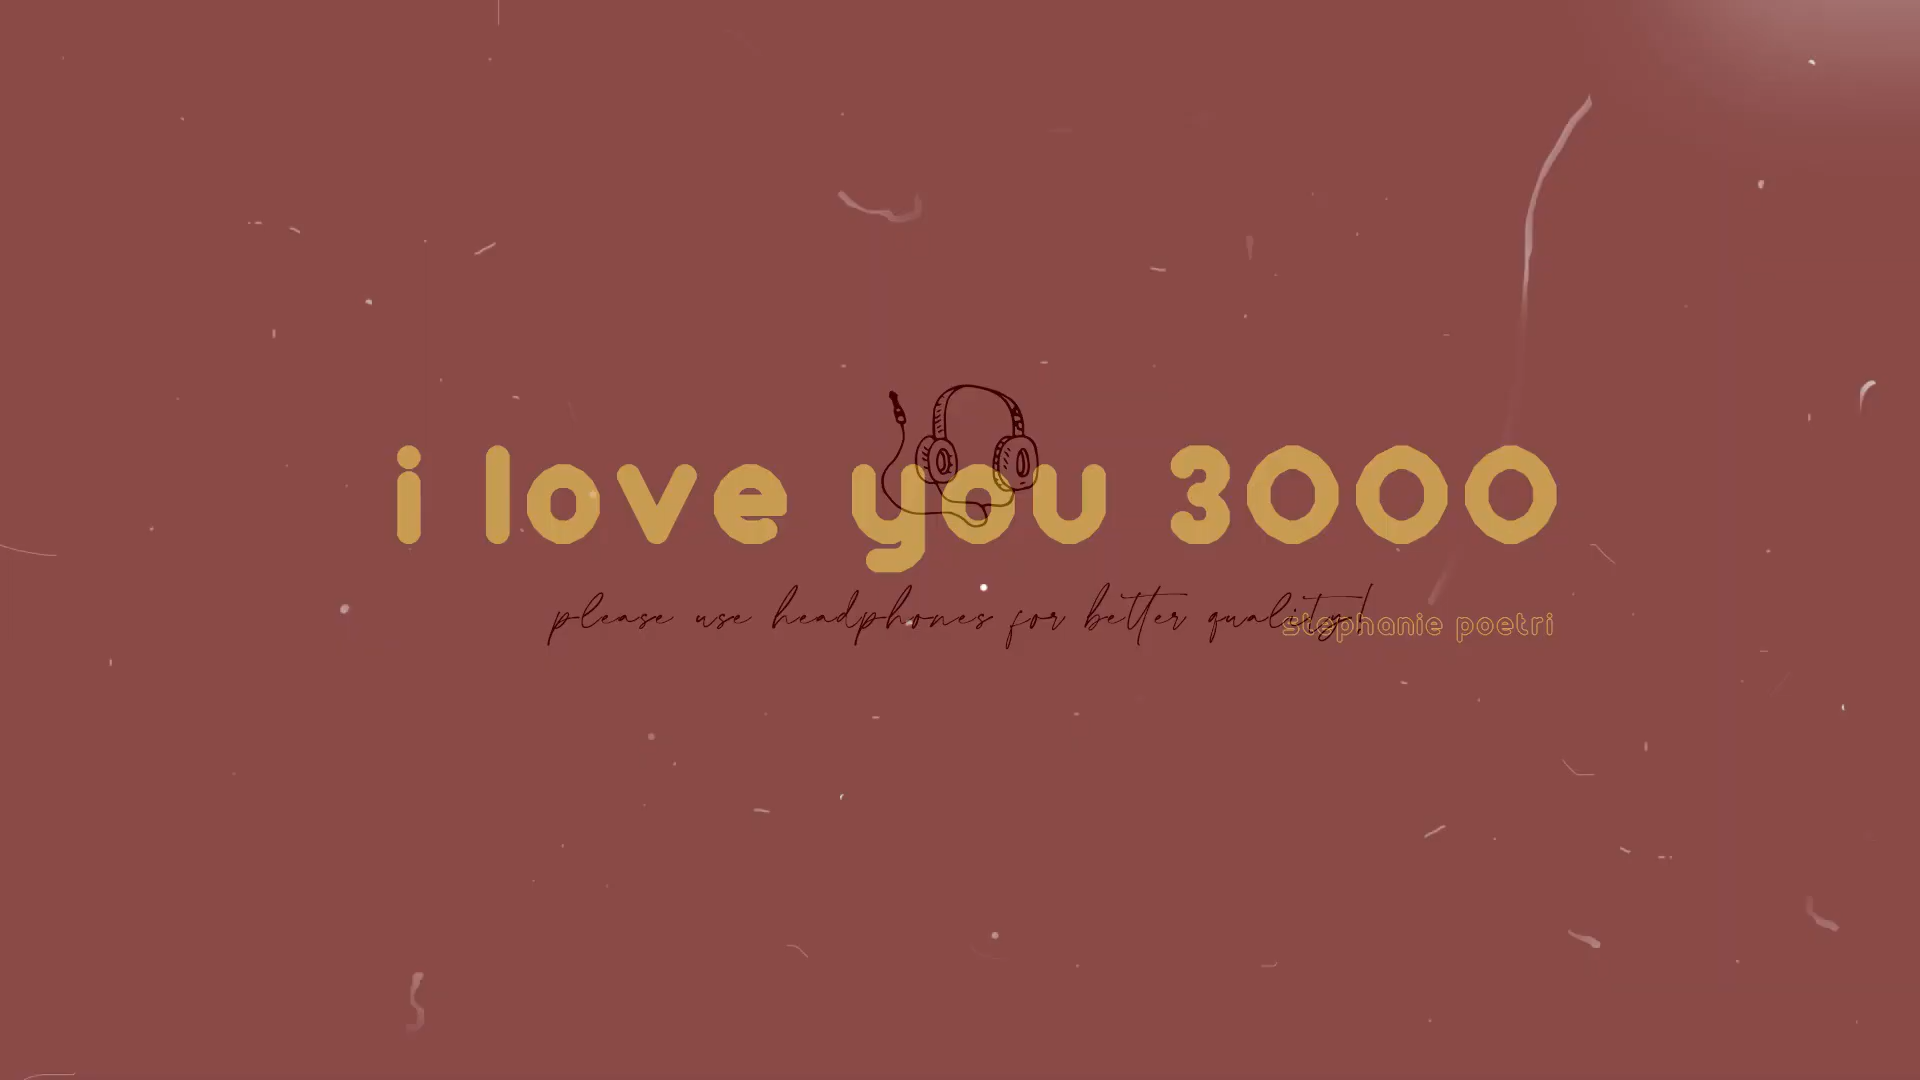 i love you 3000
please use headphones for better quality!
stephanie poetri